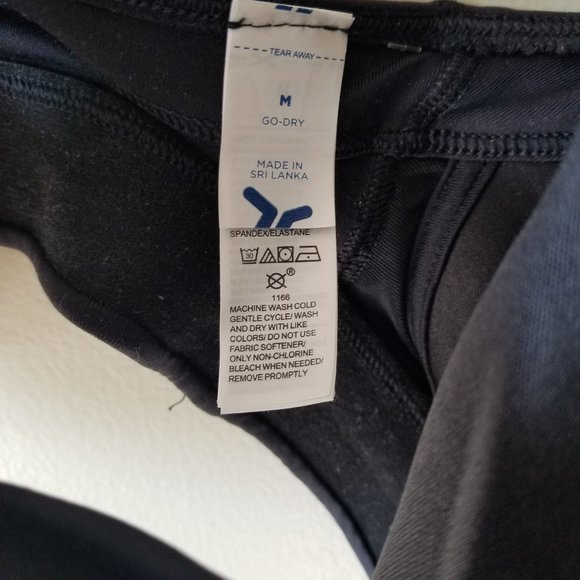 TEAR AWAY
M
GO-DRY
MADE IN
SRI LANKA
SPANDEX/ELASTANE
30
®
1166
MACHINE WASH COLD
GENTLE CYCLE/ WASH
AND DRY WITH LIKE
COLORS/ DO NOT USE
FABRIC SOFTENER/
ONLY NON-CHLORINE
BLEACH WHEN NEEDED/
REMOVE PROMPTLY